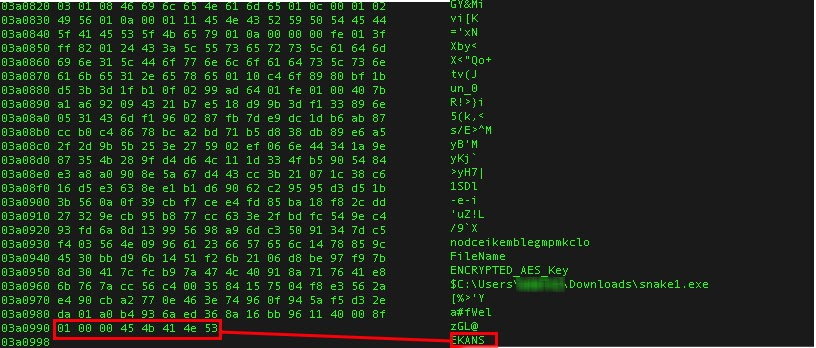 03a0820 03 01 08 46 69 6c 65 4e 61 6d 65 01 0c 00 01 02
03a0830 49 56 01 0a 00 01 11 45 4e 43 52 59 50 54 45 44
03a0840 5f 41 45 53 5f 4b 65 79 01 0a 00 00 00 fe 01 3f
03a0850 ff 82 01 24 43 3a 5c 55 73 65 72 73 5c 61 64 6d
03a0860 69 6e 31 5c 44 6f 77 6e 6c 6f 61 64 73 5c 73 6e
03a0870 61 6b 65 31 2e 65 78 65 01 10 c4 6f 89 80 bf 1b
03a0880 d5 3b 3d 1f b1 0f 02 99 ad 64 01 fe 01 00 40 7b
03a0890 a1 a6 92 09 43 21 b7 e5 18 d9 9b 3d f1 33 89 6e
03a08a0 05 31 43 6d f1 96 02 87 fb 7d e9 dc 1d b6 ab 87
03a08b0 cc b0 c4 86 78 bc a2 bd 71 b5 d8 38 db 89 e6 a5
03a08c0 2f 2d 9b 5b 25 3e 27 59 02 ef 06 6e 44 34 1a 9e
03a08d0 87 35 4b 28 9f d4 d6 4c 11 1d 33 4f b5 90 54 84
03a08e0 e3 a8 a0 90 8e 5a 67 d4 43 cc 3b 21 07 1c 38 c6
03a08f0 16 d5 e3 63 8e e1 b1 d6 90 62 c2 95 95 d3 d5 1b
03a0900 3b 56 0a 0f 39 cb f7 ce e4 fd 85 ba 18 f8 2c dd
03a0910 27 32 9e cb 95 b8 77 cc 63 3e 2f bd fc 54 9e c4
03a0920 93 fd 6a 8d 13 99 56 98 a9 6d c3 50 91 34 7d c5
03a0930 f4 03 56 4e 09 96 61 23 66 57 65 6c 14 78 85 9c
03a0940 45 30 bb d9 6b 14 51 f2 6b 21 06 d8 be 97 f9 7b
03a0950 8d 30 41 7c fc b9 7a 47 4c 40 91 8a 71 76 41 e8
03a0960 6b 76 7a cc 56 c4 00 35 84 15 75 04 f8 e3 56 2a
03a0970 e4 90 cb a2 77 0e 46 3e 74 96 0f 94 5a f5 d3 2e
03a0980 da 01 a0 b4 93 6a ed 36 8a 16 bb 96 11 40 00 8f
03a0990 01 00 00 45 4b 41 4e 53
03a0998
GY&Mi
vi[K
='xN
Xby<
X<"Qo+
tv(J
un_0
R!>}i
5(k,<
s/E>^M
yB'M
yKj`
>yH7|
1SDl
-e-i
'uZ!L
/9`X
nodceikemblegmpmkclo
FileName
ENCRYPTED_AES_Key
$C:\Users\ \Downloads\snake1.exe
[%>'Y
a#fWel
zGL@
EKANS